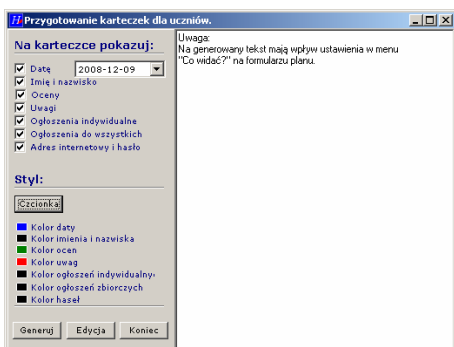 Przygotowanie karteczek dla uczniów.
Na karteczce pokazuj:
Datę 2008-12-09
Imię i nazwisko
Oceny
Uwagi
Ogłoszenia indywidualne
Ogłoszenia do wszystkich
Adres internetowy i hasło
Styl:
Czcionka
Kolor daty
Kolor imienia i nazwiska
Kolor ocen
Kolor uwag
Kolor ogłoszeń indywidualny
Kolor ogłoszeń zbiorczych
Kolor haseł
Generuj Edycja Koniec
Uwaga:
Na generowany tekst mają wpływ ustawienia w menu
"Co widać?" na formularzu planu.